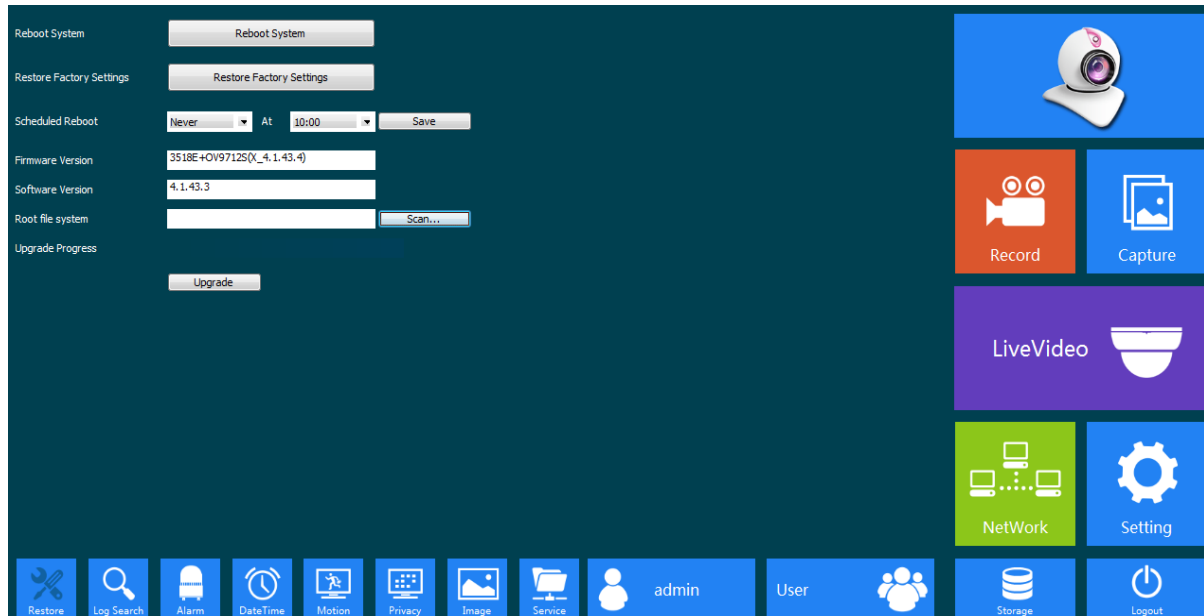 Reboot System Reboot System
Restore Factory Settings Restore Factory Settings
Scheduled Reboot Never At 10:00 Save
Firmware Version 3518E+OV9712S(X_4.1.43.4)
Software Version 4.1.43.3
Root file system Scan...
Upgrade Progress
Upgrade
Record Capture
LiveVideo
NetWork Setting
Restore Log Search Alarm DateTime Motion Privacy Image Service admin User Storage Logout